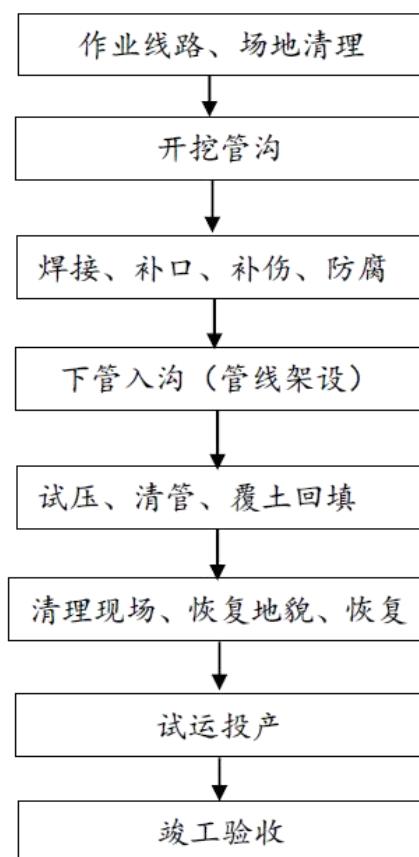 作业线路、场地清理
开挖管沟
焊接、补口、补伤、防腐
下管入沟（管线架设）
试压、清管、覆土回填
清理现场、恢复地貌、恢复
试运投产
竣工验收